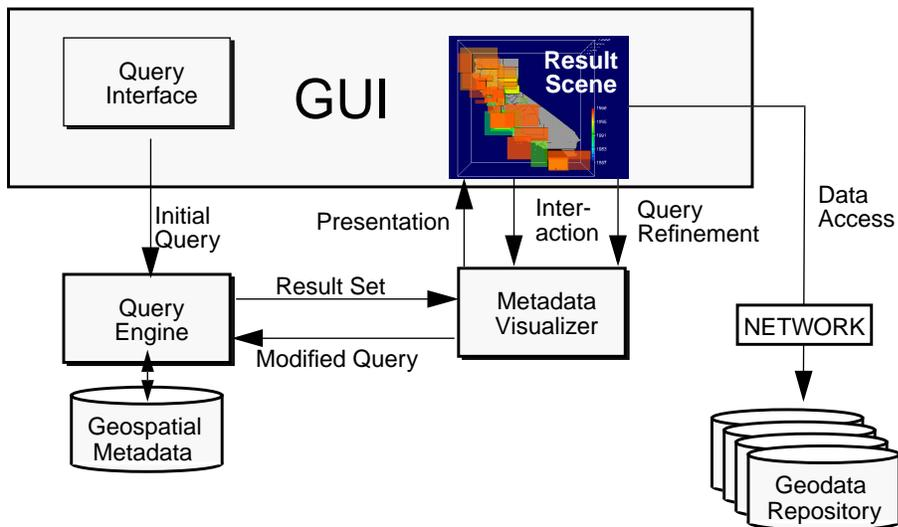 Query
Interface
GUI
Result
Scene
Initial
Query
Presentation
Inter-
action
Query
Refinement
Data
Access
Query
Engine
Result Set
Modified Query
Metadata
Visualizer
NETWORK
Geospatial
Metadata
Geodata
Repository